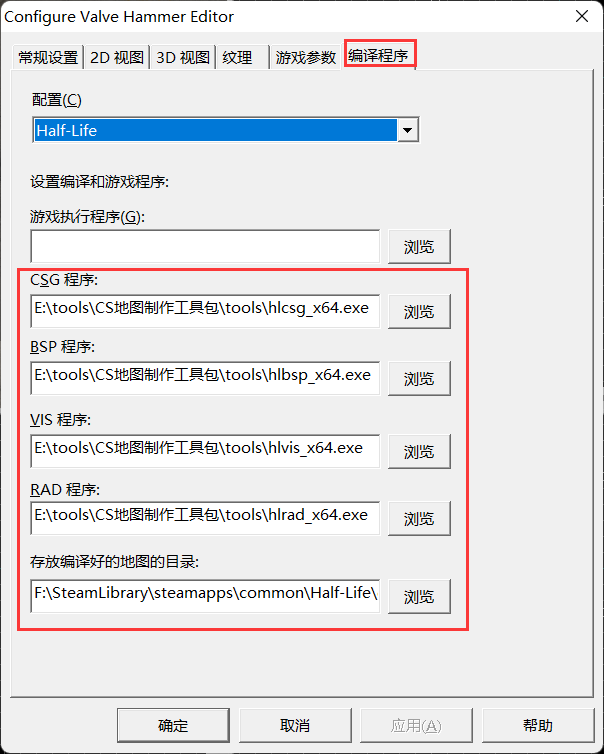 Configure Valve Hammer Editor
常规设置 2D 视图 3D 视图 纹理 游戏参数 编译程序
配置(C)
Half-Life
设置编译和游戏程序:
游戏执行程序(G):
浏览
CSG 程序:
E:\tools\CS地图制作工具包\tools\hlcsg_x64.exe 浏览
BSP 程序:
E:\tools\CS地图制作工具包\tools\hlbsp_x64.exe 浏览
VIS 程序:
E:\tools\CS地图制作工具包\tools\hlvis_x64.exe 浏览
RAD 程序:
E:\tools\CS地图制作工具包\tools\hlrad_x64.exe 浏览
存放编译好的地图的目录:
F:\SteamLibrary\steamapps\common\Half-Life\ 浏览
确定 取消 应用(A) 帮助